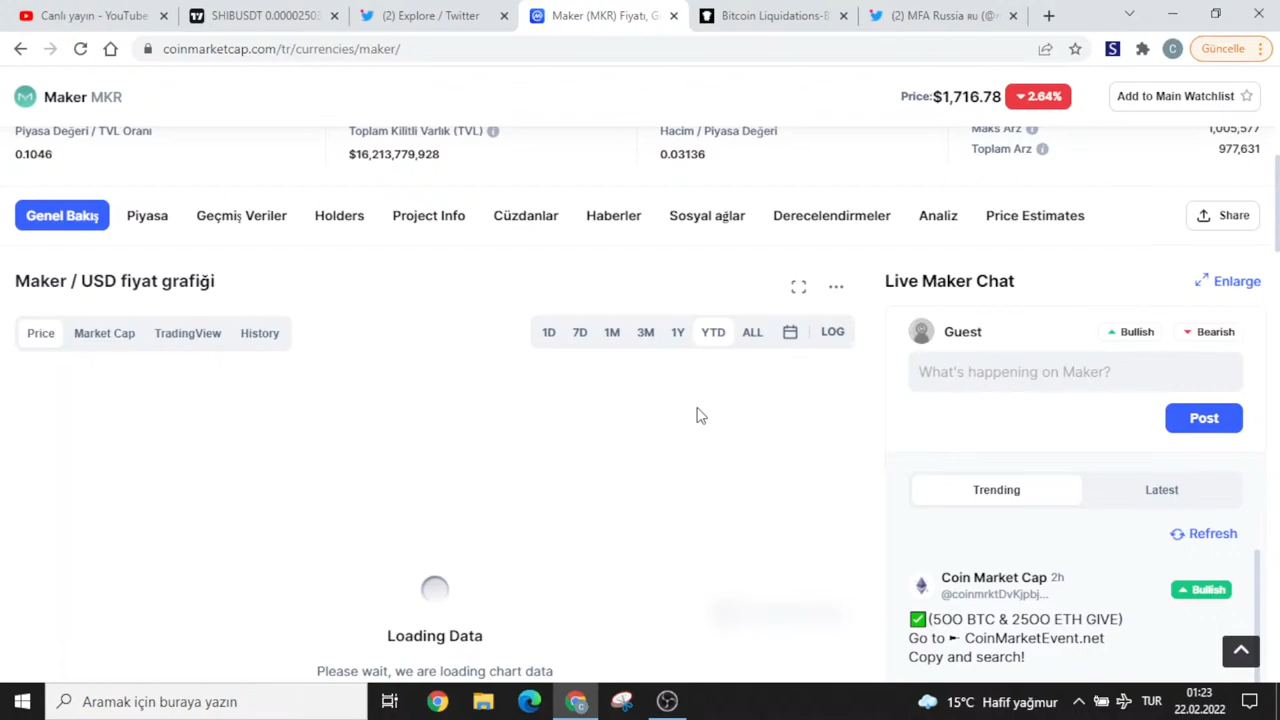 Canlı yayın - YouTube
SHIBUSDT 0.00002503
(2) Explore / Twitter
Maker (MKR) Fiyatı, G
Bitcoin Liquidations-B
(2) MFA Russia
coinmarketcap.com/tr/currencies/maker/
S
C
Güncelle
Maker MKR
Price:$1,716.78
2.64%
Add to Main Watchlist
Piyasa Değeri / TVL Oranı
0.1046
Toplam Kilitli Varlık (TVL)
$16,213,779,928
Hacim / Piyasa Değeri
0.03136
Maks Arz
1,005,577
Toplam Arz
977,631
Genel Bakış
Piyasa
Geçmiş Veriler
Holders
Project Info
Cüzdanlar
Haberler
Sosyal ağlar
Derecelendirmeler
Analiz
Price Estimates
Share
Maker / USD fiyat grafiği
Price
Market Cap
TradingView
History
1D
7D
1M
3M
1Y
YTD
ALL
LOG
Loading Data
Please wait, we are loading chart data
Live Maker Chat
Enlarge
Guest
Bullish
Bearish
What's happening on Maker?
Post
Trending
Latest
Refresh
Coin Market Cap 2h
@coinmrktDvKjpbj...
Bullish
✅(500 BTC & 2500 ETH GIVE)
Go to ► CoinMarketEvent.net
Copy and search!
Aramak için buraya yazın
15°C Hafif yağmur
TUR
01:23
22.02.2022